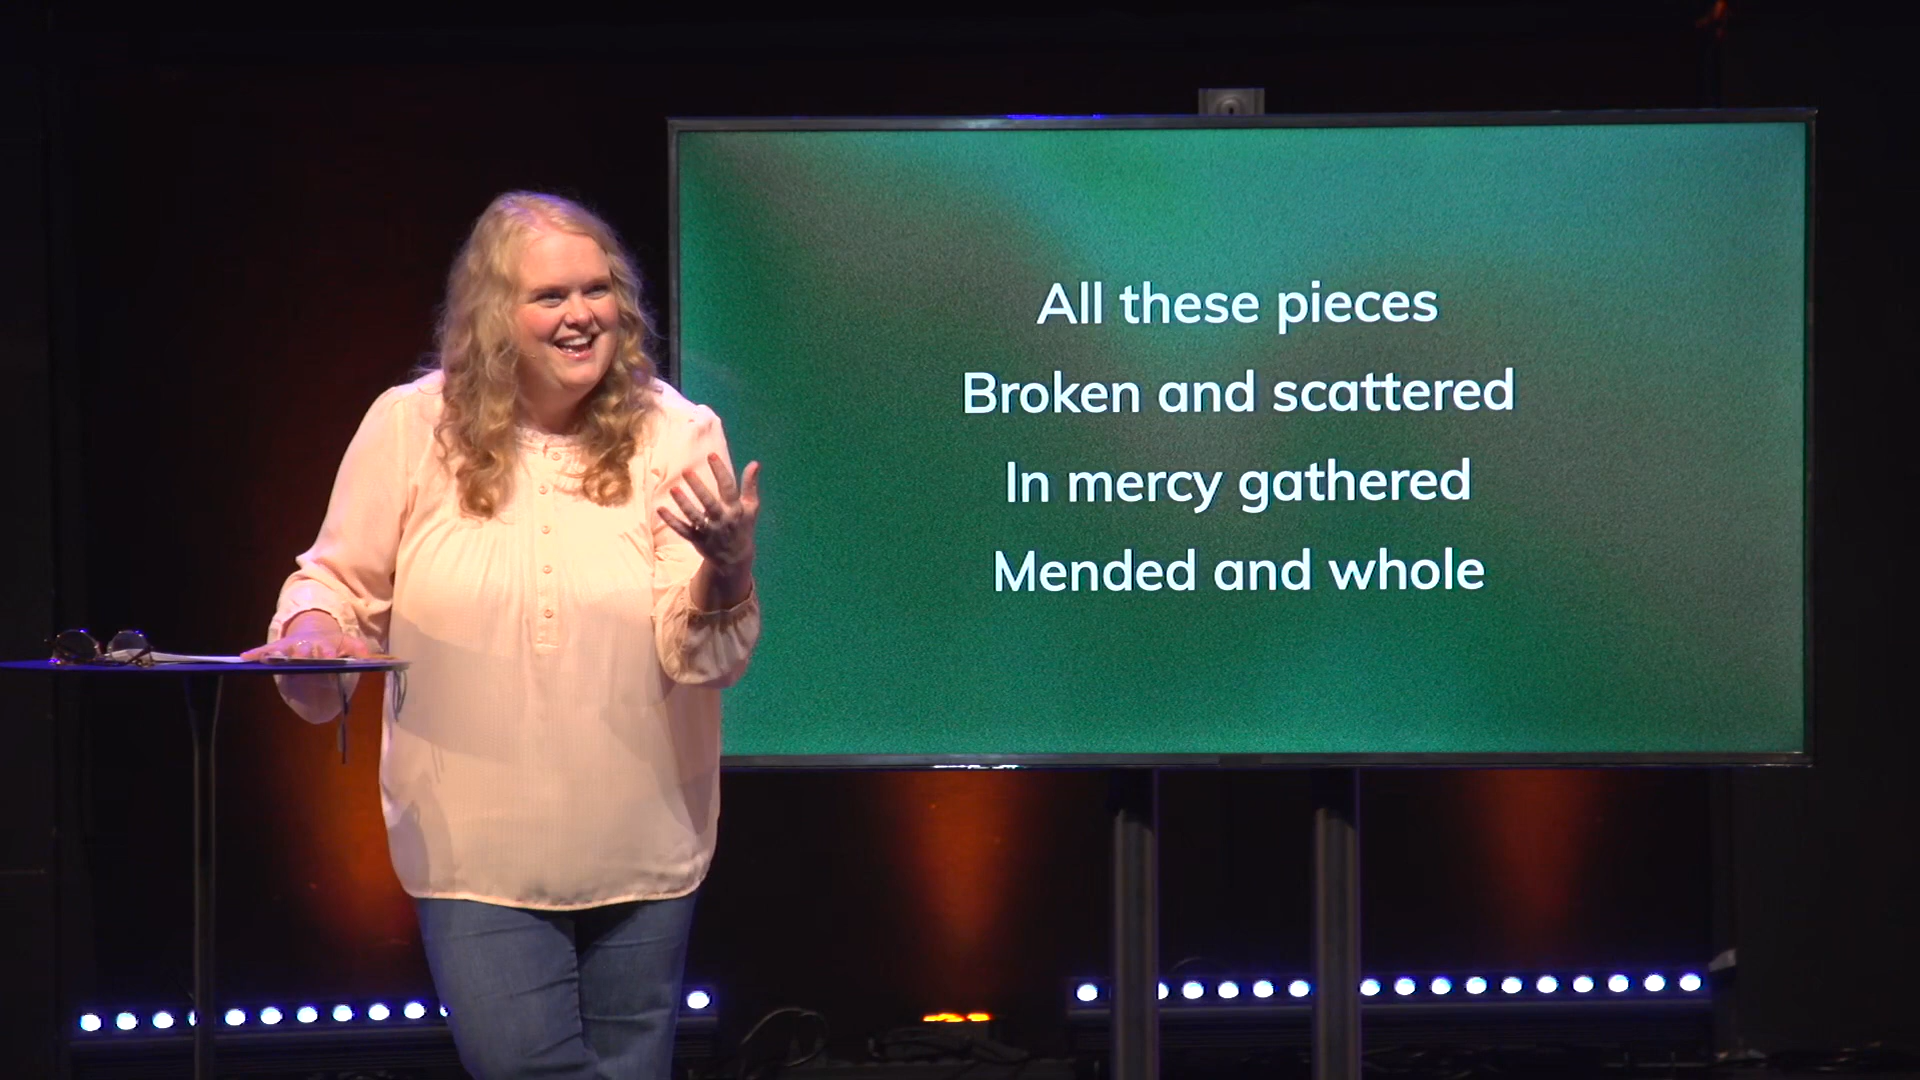 All these pieces
Broken and scattered
In mercy gathered
Mended and whole